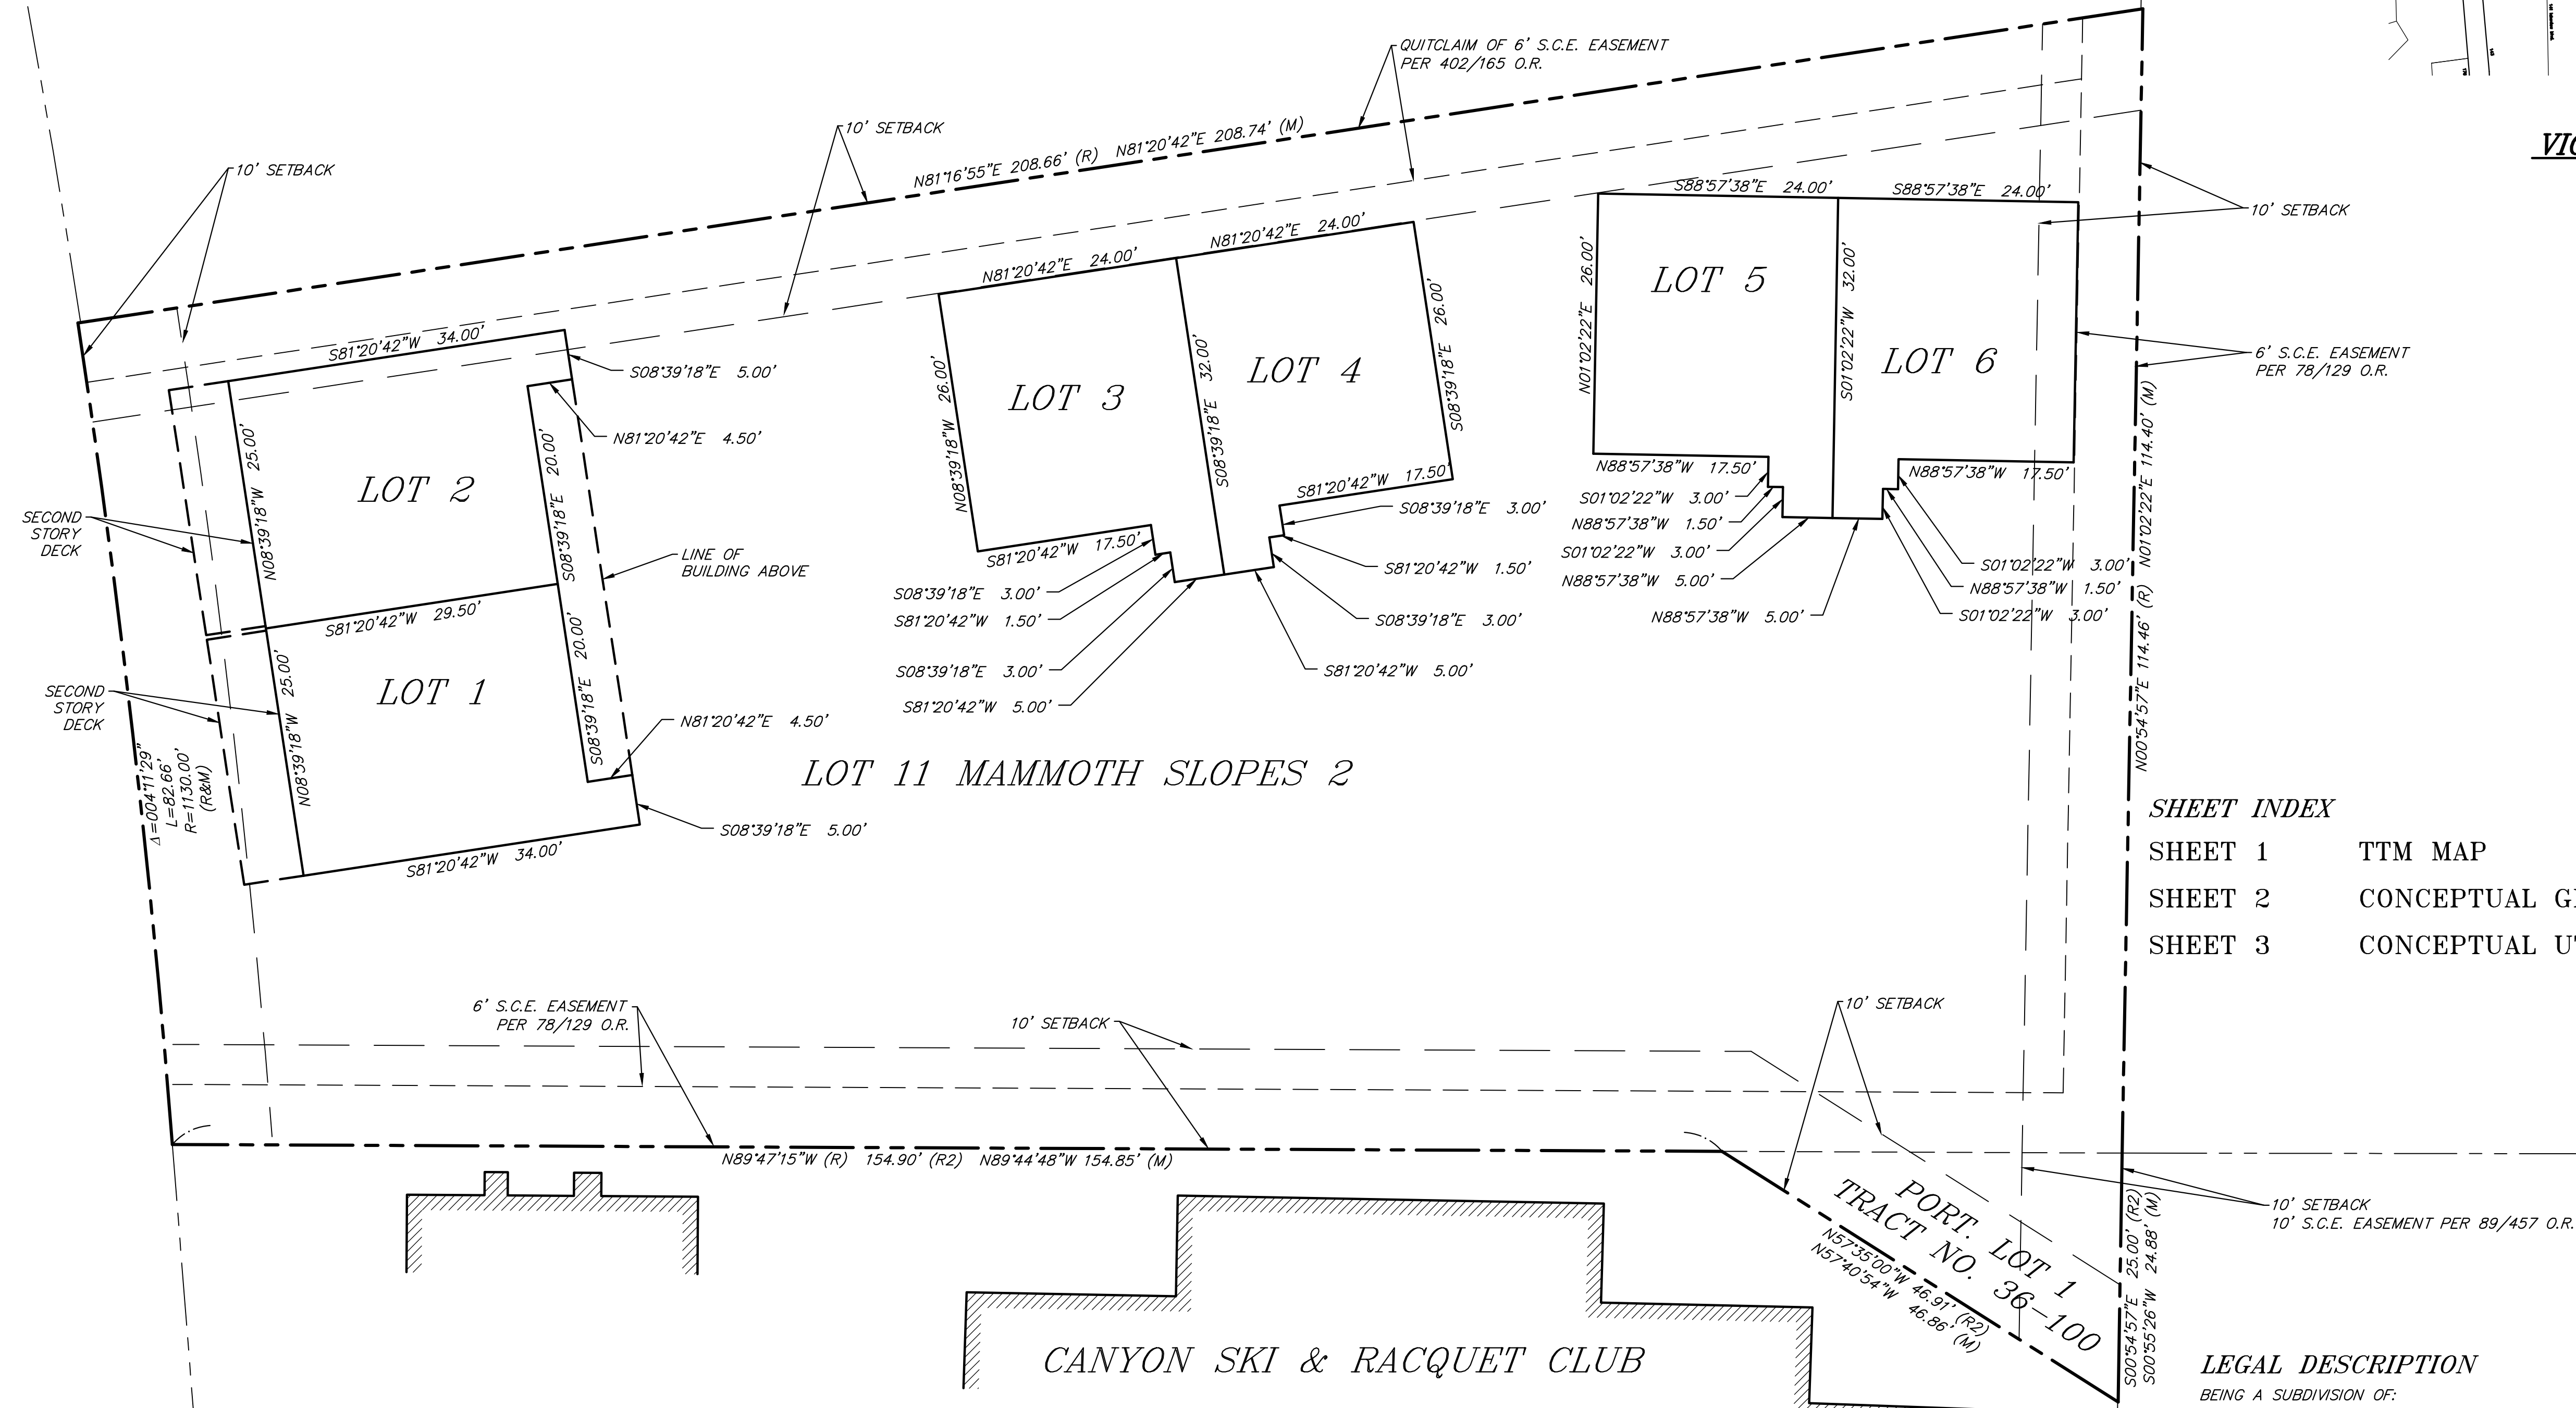 QUITCLAIM OF 6' S.C.E. EASEMENT
PER 402/165 O.R.
10' SETBACK
10' SETBACK
N81°16'55"E 208.66' (R)   N81°20'42"E 208.74' (M)
VIC
10' SETBACK
6' S.C.E. EASEMENT
PER 78/129 O.R.
S81°20'42"W 34.00'
S08°39'18"E 5.00'
N81°20'42"E 4.50'
N08°39'18"W 25.00'
LOT 2
S08°39'18"E 20.00'
SECOND
STORY
DECK
LINE OF
BUILDING ABOVE
S81°20'42"W 29.50'
SECOND
STORY
DECK
N08°39'18"W 25.00'
LOT 1
S08°39'18"E 20.00'
N81°20'42"E 4.50'
S08°39'18"E 5.00'
S81°20'42"W 34.00'
Δ=004°11'29"
L=82.66'
R=1130.00'
(R&M)
N81°20'42"E 24.00'
N81°20'42"E 24.00'
N08°39'18"W 26.00'
LOT 3
S08°39'18"E 32.00'
LOT 4
S08°39'18"E 26.00'
S81°20'42"W 17.50'
S81°20'42"W 17.50'
S08°39'18"E 3.00'
S81°20'42"W 1.50'
S08°39'18"E 3.00'
S81°20'42"W 5.00'
S08°39'18"E 3.00'
S81°20'42"W 1.50'
S08°39'18"E 3.00'
S81°20'42"W 5.00'
S88°57'38"E 24.00'
S88°57'38"E 24.00'
N01°02'22"E 26.00'
LOT 5
S01°02'22"W 32.00'
LOT 6
N88°57'38"W 17.50'
N88°57'38"W 17.50'
S01°02'22"W 3.00'
N88°57'38"W 1.50'
S01°02'22"W 3.00'
N88°57'38"W 5.00'
N88°57'38"W 5.00'
S01°02'22"W 3.00'
N88°57'38"W 1.50'
S01°02'22"W 3.00'
N00°54'57"E 114.46' (R)   N01°02'22"E 114.40' (M)
LOT 11 MAMMOTH SLOPES 2
SHEET INDEX
SHEET 1 TTM MAP
SHEET 2 CONCEPTUAL G
SHEET 3 CONCEPTUAL U
6' S.C.E. EASEMENT
PER 78/129 O.R.
10' SETBACK
10' SETBACK
N89°47'15"W (R)   154.90' (R2)   N89°44'48"W 154.85' (M)
PORT. LOT 1
TRACT NO. 36-100
N57°35'00"W 46.91' (R2)
N57°40'54"W 46.86' (M)
10' SETBACK
10' S.C.E. EASEMENT PER 89/457 O.R.
S00°54'57"E 25.00' (R2)
S00°55'26"W 24.88' (M)
CANYON SKI & RACQUET CLUB
LEGAL DESCRIPTION
BEING A SUBDIVISION OF: